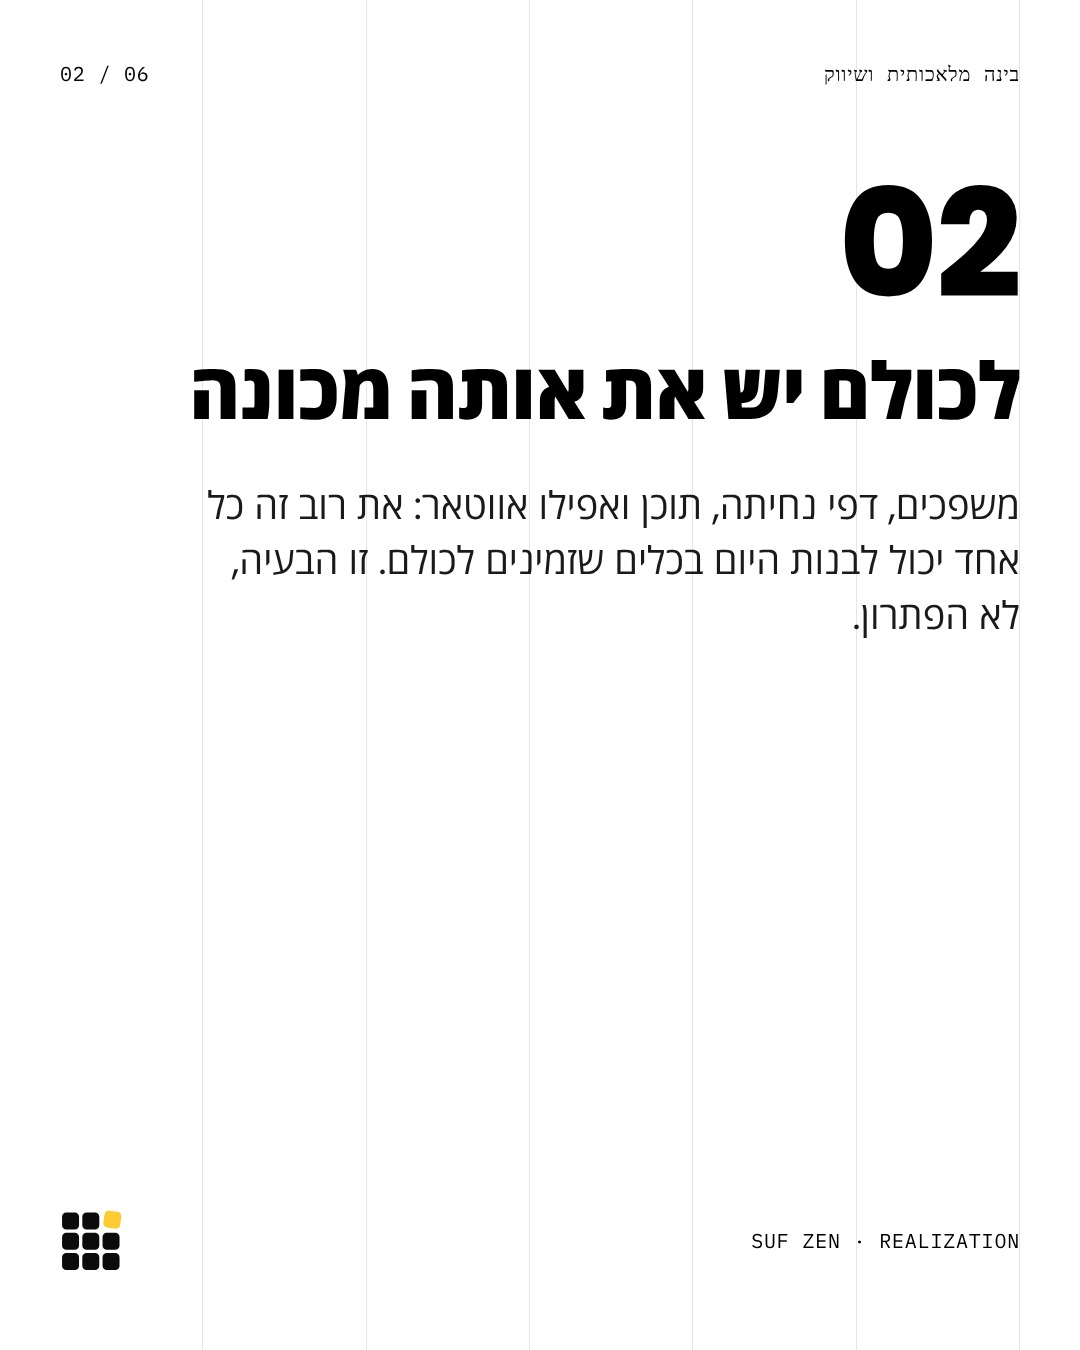 בינה מלאכותית ושיווק
02 / 06
02
לכולם יש את אותה מכונה
משפכים, דפי נחיתה, תוכן ואפילו אווטאר: את רוב זה כל
אחד יכול לבנות היום בכלים שזמינים לכולם. זו הבעיה,
לא הפתרון.
SUF ZEN · REALIZATION